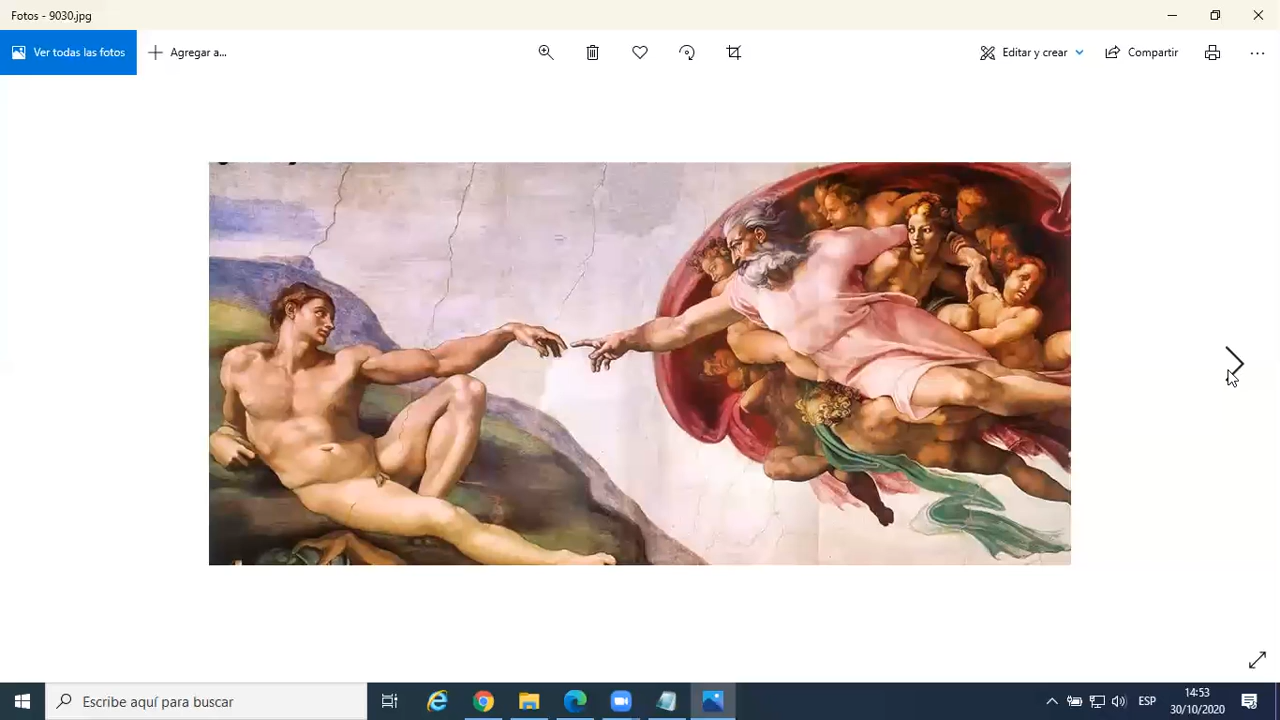 Fotos - 9030.jpg
Ver todas las fotos
Agregar a...
Editar y crear
Compartir
Escribe aquí para buscar
ESP
14:53
30/10/2020